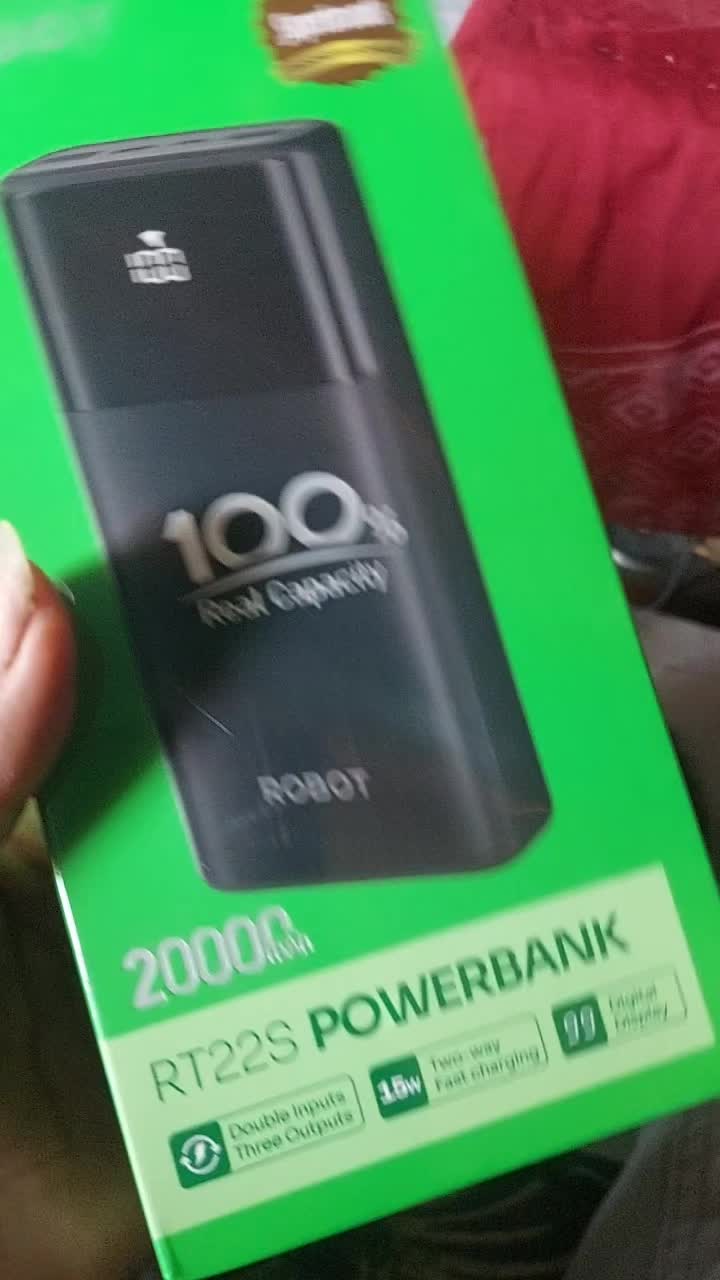 100%
Real Capacity
ROBOT
20000
RT22S POWERBANK
Double Inputs
Three Outputs
15W
Two-way
Fast Charging
Digital
Display